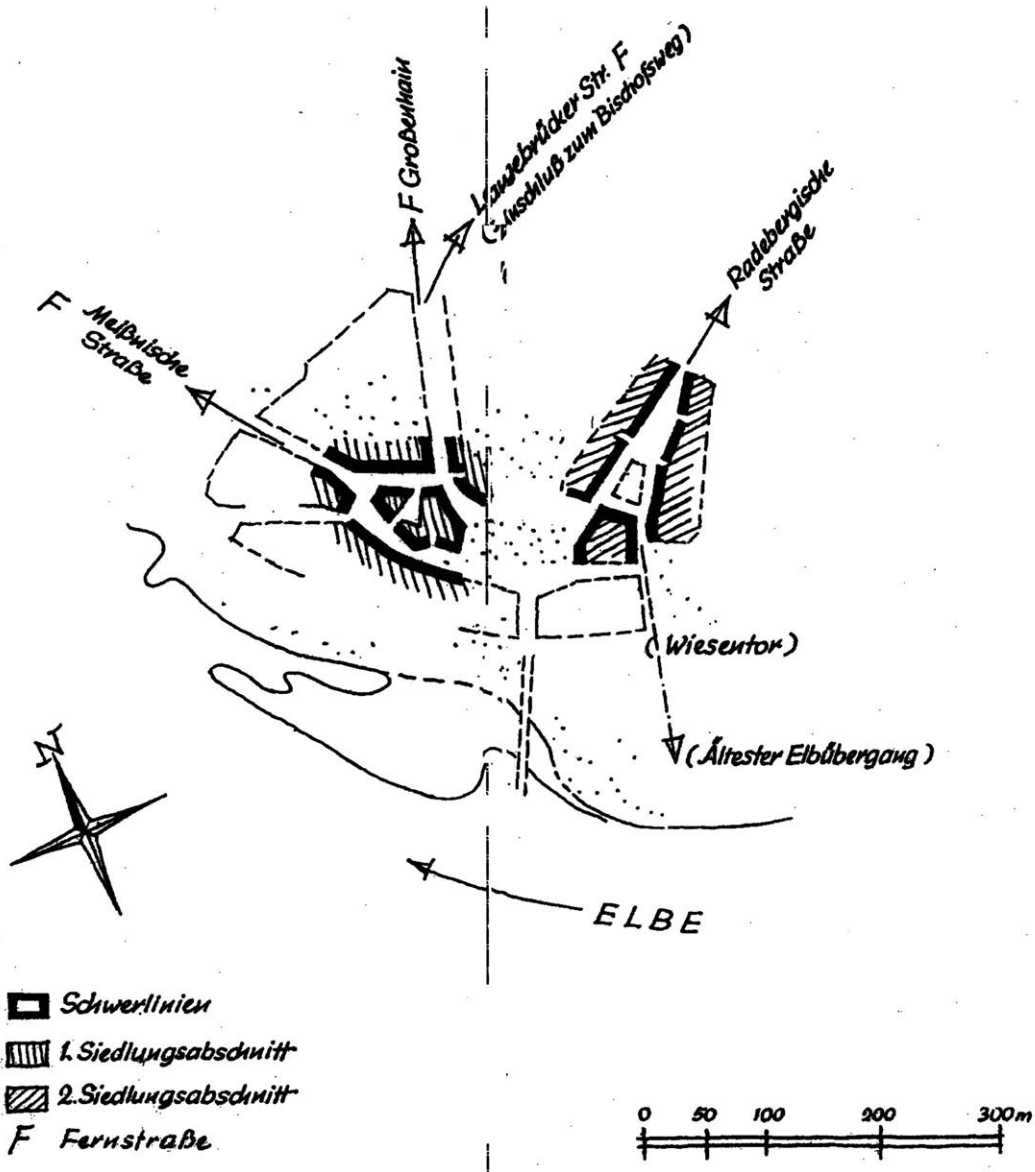 F Großenhain
Lausebrücker Str. F
(Anschluß zum Bischofsweg)
Radebergische
Straße
F Meißnische
Straße
(Wiesentor)
(Ältester Elbübergang)
N
ELBE
Schwerlinien
1. Siedlungsabschnitt
2. Siedlungsabschnitt
F Fernstraße
0 50 100 200 300m